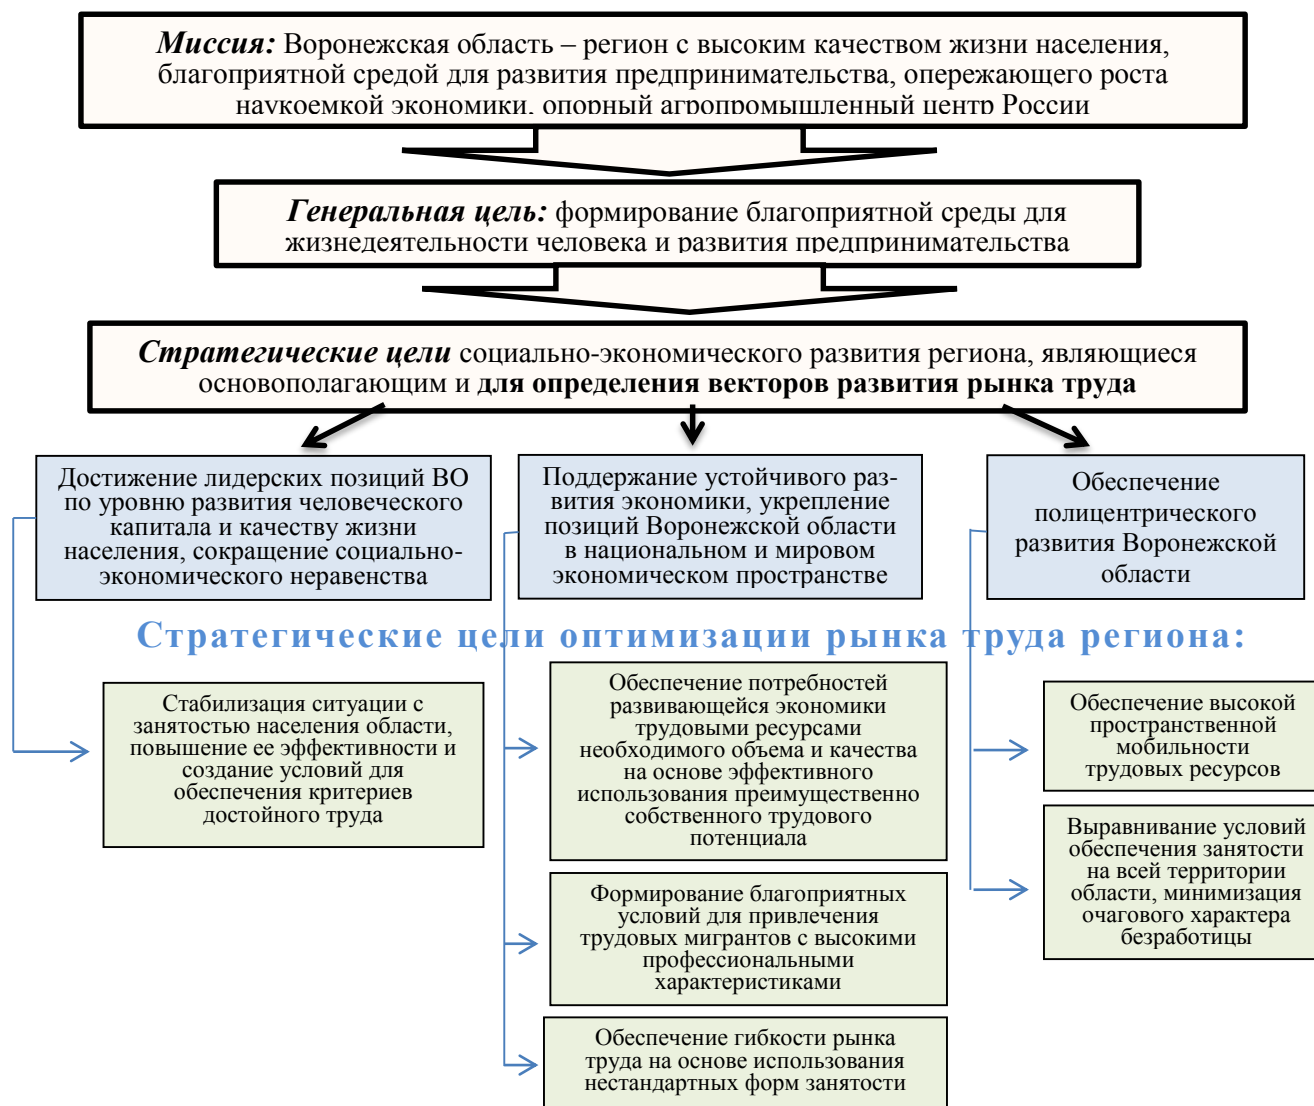 Миссия: Воронежская область – регион с высоким качеством жизни населения,
благоприятной средой для развития предпринимательства, опережающего роста
наукоемкой экономики, опорный агропромышленный центр России
Генеральная цель: формирование благоприятной среды для
жизнедеятельности человека и развития предпринимательства
Стратегические цели социально-экономического развития региона, являющиеся
основополагающим и для определения векторов развития рынка труда
Достижение лидерских позиций ВО
по уровню развития человеческого
капитала и качеству жизни
населения, сокращение социально-
экономического неравенства
Поддержание устойчивого раз-
вития экономики, укрепление
позиций Воронежской области
в национальном и мировом
экономическом пространстве
Обеспечение
полицентрического
развития Воронежской
области
Стратегические цели оптимизации рынка труда региона:
Стабилизация ситуации с
занятостью населения области,
повышение ее эффективности и
создание условий для
обеспечения критериев
достойного труда
Обеспечение потребностей
развивающейся экономики
трудовыми ресурсами
необходимого объема и качества
на основе эффективного
использования преимущественно
собственного трудового
потенциала
Формирование благоприятных
условий для привлечения
трудовых мигрантов с высокими
профессиональными
характеристиками
Обеспечение гибкости рынка
труда на основе использования
нестандартных форм занятости
Обеспечение высокой
пространственной
мобильности
трудовых ресурсов
Выравнивание условий
обеспечения занятости
на всей территории
области, минимизация
очагового характера
безработицы